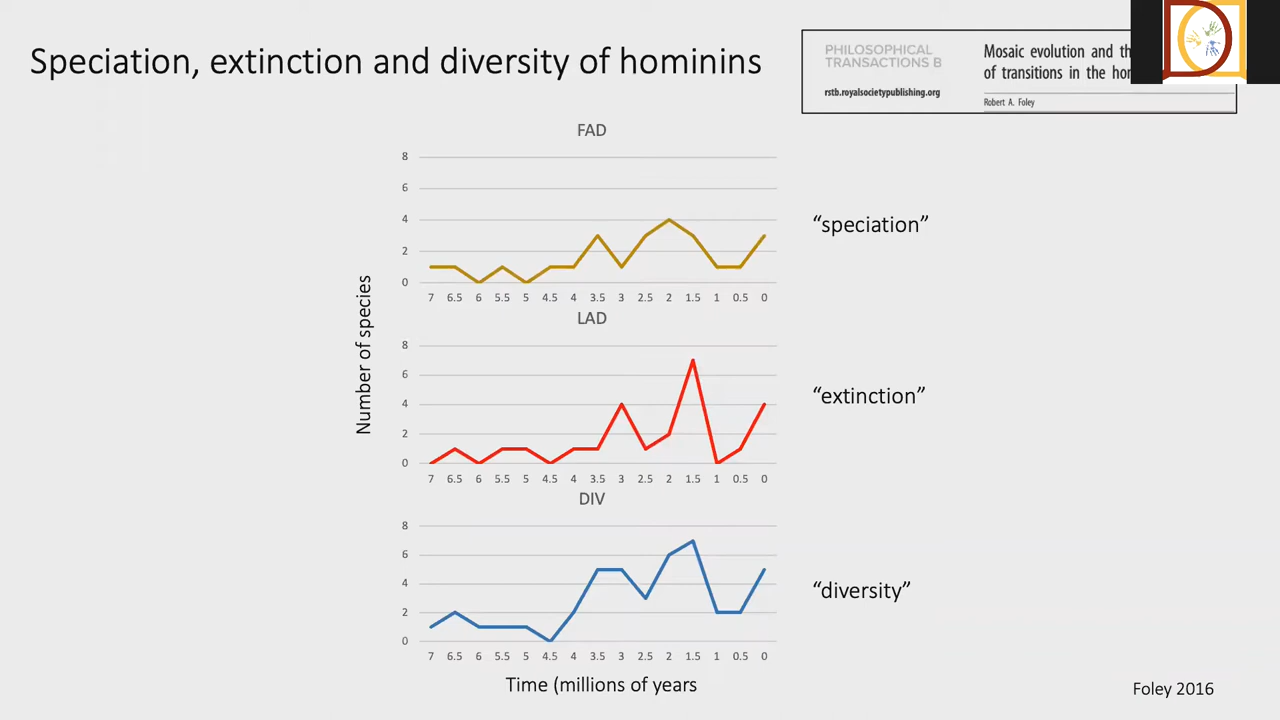 Speciation, extinction and diversity of hominins
PHILOSOPHICAL
TRANSACTIONS B
rstb.royalsocietypublishing.org
Mosaic evolution and
of transitions in the
Robert A. Foley
Number of species
FAD
8
6
4
2
0
7 6.5 6 5.5 5 4.5 4 3.5 3 2.5 2 1.5 1 0.5 0
“speciation”
LAD
8
6
4
2
0
7 6.5 6 5.5 5 4.5 4 3.5 3 2.5 2 1.5 1 0.5 0
“extinction”
DIV
8
6
4
2
0
7 6.5 6 5.5 5 4.5 4 3.5 3 2.5 2 1.5 1 0.5 0
“diversity”
Time (millions of years
Foley 2016